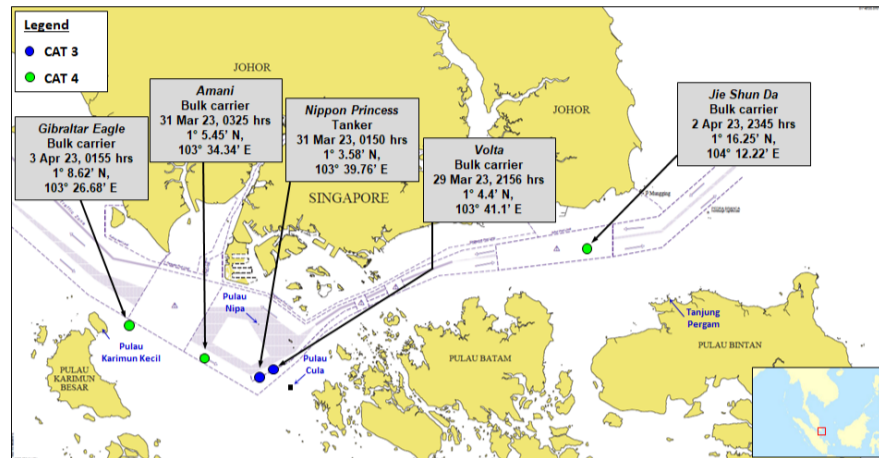 Legend
CAT 3
CAT 4
JOHOR
Amani
Bulk carrier
31 Mar 23, 0325 hrs
1° 5.45' N,
103° 34.34' E
Nippon Princess
Tanker
31 Mar 23, 0150 hrs
1° 3.58' N,
103° 39.76' E
Jie Shun Da
Bulk carrier
2 Apr 23, 2345 hrs
1° 16.25' N,
104° 12.22' E
JOHOR
Gibraltar Eagle
Bulk carrier
3 Apr 23, 0155 hrs
1° 8.62' N,
103° 26.68' E
Volta
Bulk carrier
29 Mar 23, 2156 hrs
1° 4.4' N,
103° 41.1' E
SINGAPORE
Pulau
Nipa
Tanjung
Pergam
Pulau
Karimun Kecil
PULAU BINTAN
PULAU BATAM
Pulau
Cula
PULAU
KARIMUN
BESAR